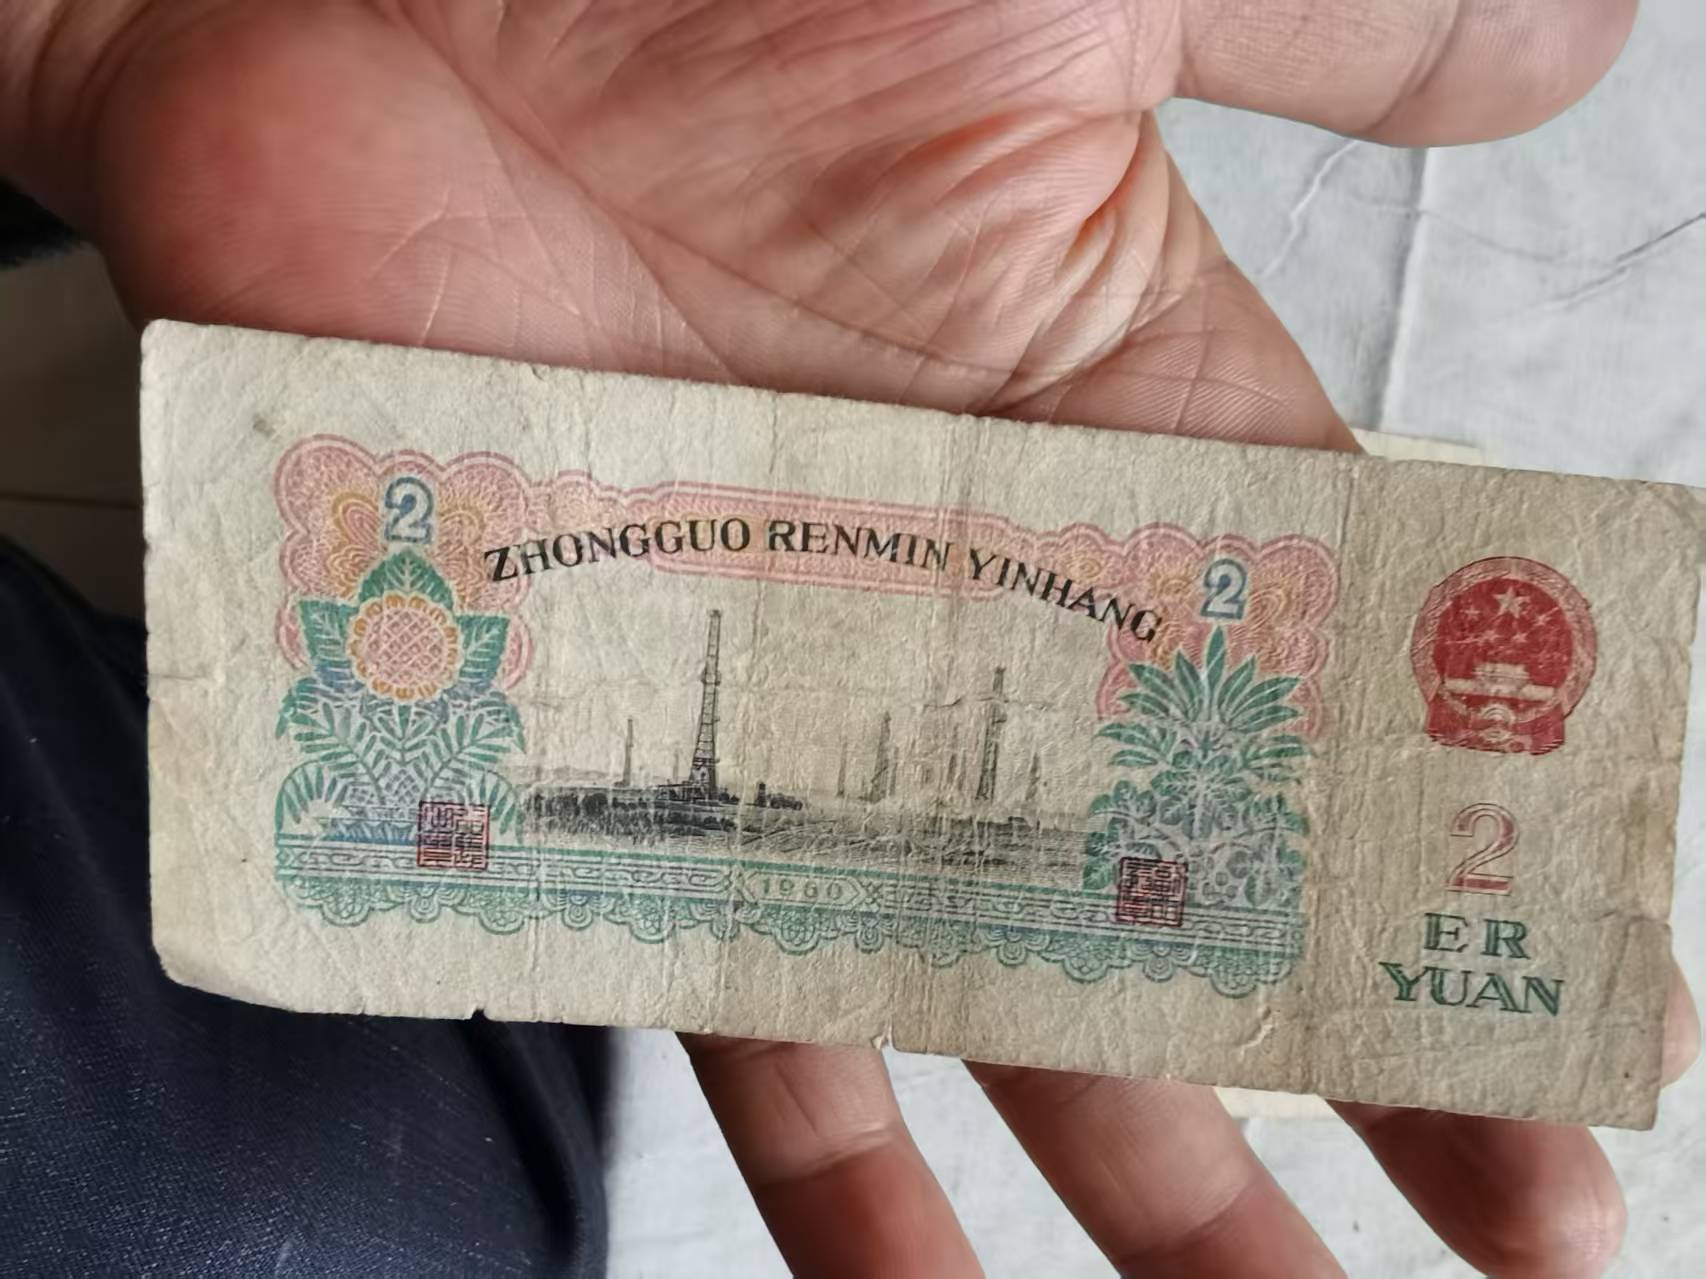 2
ZHONGGUO RENMIN YINHANG
2
1960
2
ER
YUAN